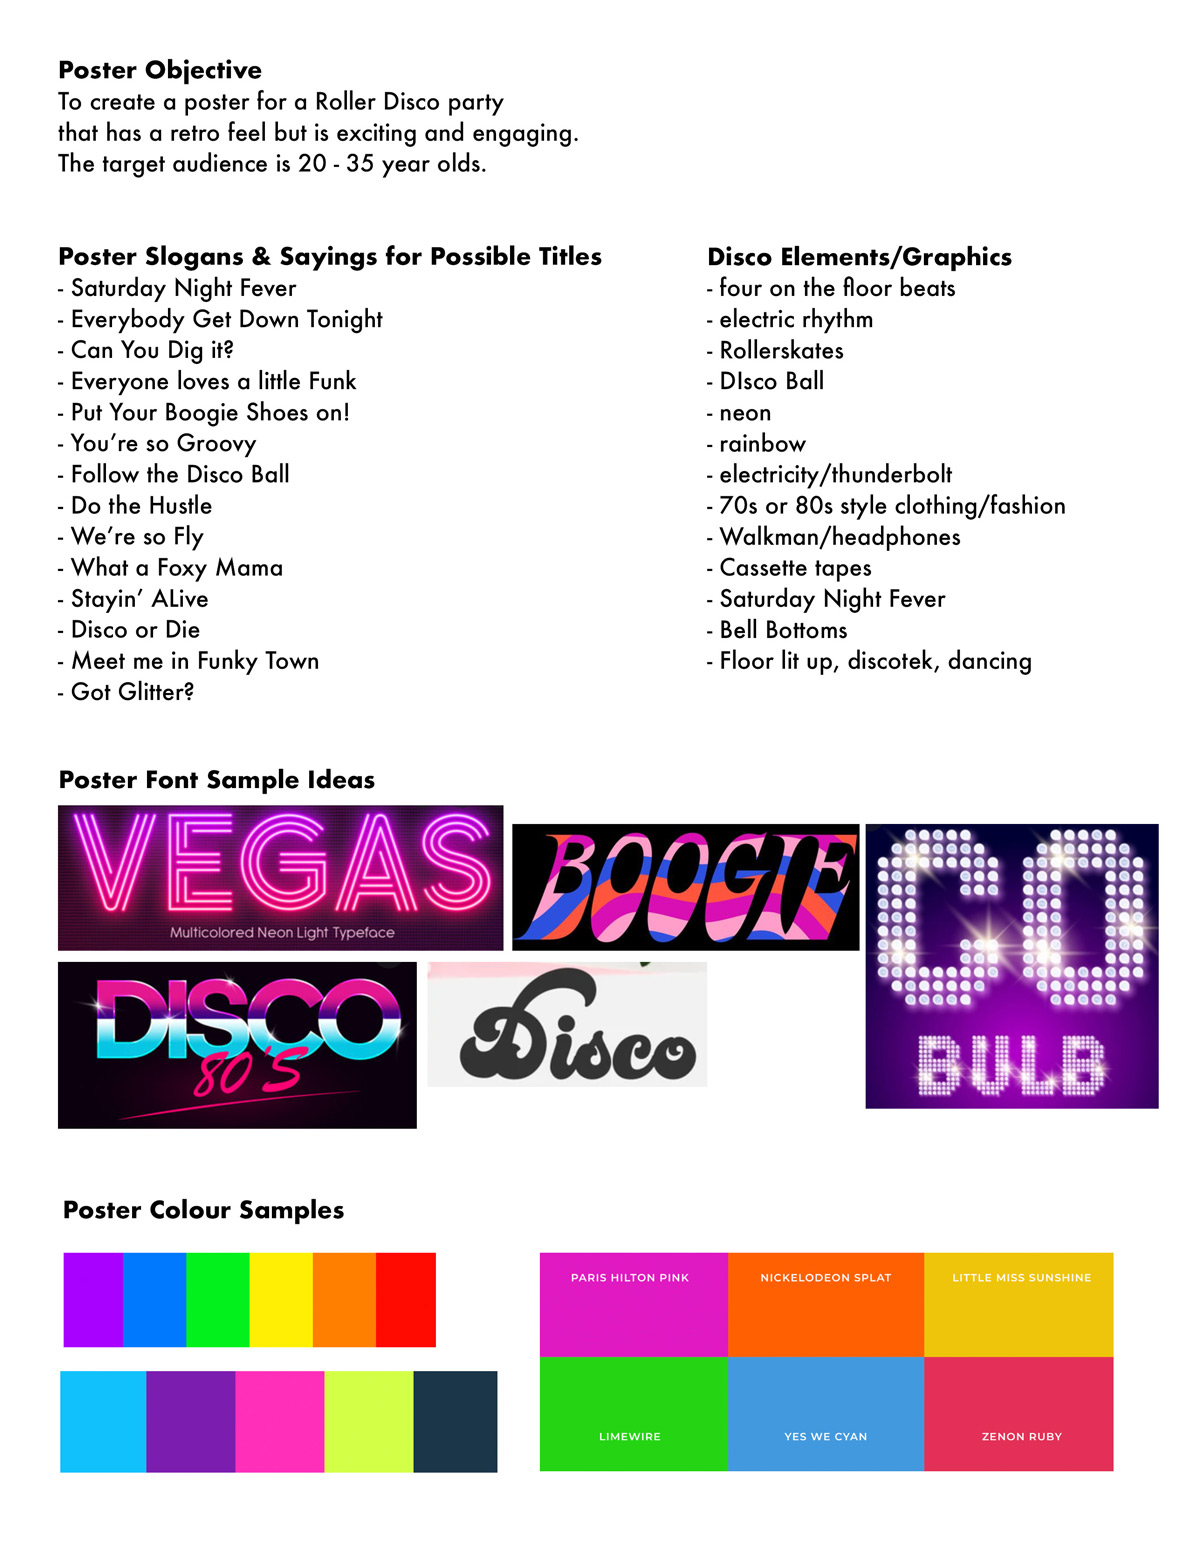 Poster Objective
To create a poster for a Roller Disco party
that has a retro feel but is exciting and engaging.
The target audience is 20 - 35 year olds.
Poster Slogans & Sayings for Possible Titles
- Saturday Night Fever
- Everybody Get Down Tonight
- Can You Dig it?
- Everyone loves a little Funk
- Put Your Boogie Shoes on!
- You’re so Groovy
- Follow the Disco Ball
- Do the Hustle
- We’re so Fly
- What a Foxy Mama
- Stayin’ ALive
- Disco or Die
- Meet me in Funky Town
- Got Glitter?
Disco Elements/Graphics
- four on the floor beats
- electric rhythm
- Rollerskates
- DIsco Ball
- neon
- rainbow
- electricity/thunderbolt
- 70s or 80s style clothing/fashion
- Walkman/headphones
- Cassette tapes
- Saturday Night Fever
- Bell Bottoms
- Floor lit up, discotek, dancing
Poster Font Sample Ideas
VEGAS
Multicolored Neon Light Typeface
BOOGIE
GO
BULB
DISCO
80'S
Disco
Poster Colour Samples
PARIS HILTON PINK
NICKELODEON SPLAT
LITTLE MISS SUNSHINE
LIMEWIRE
YES WE CYAN
ZENON RUBY